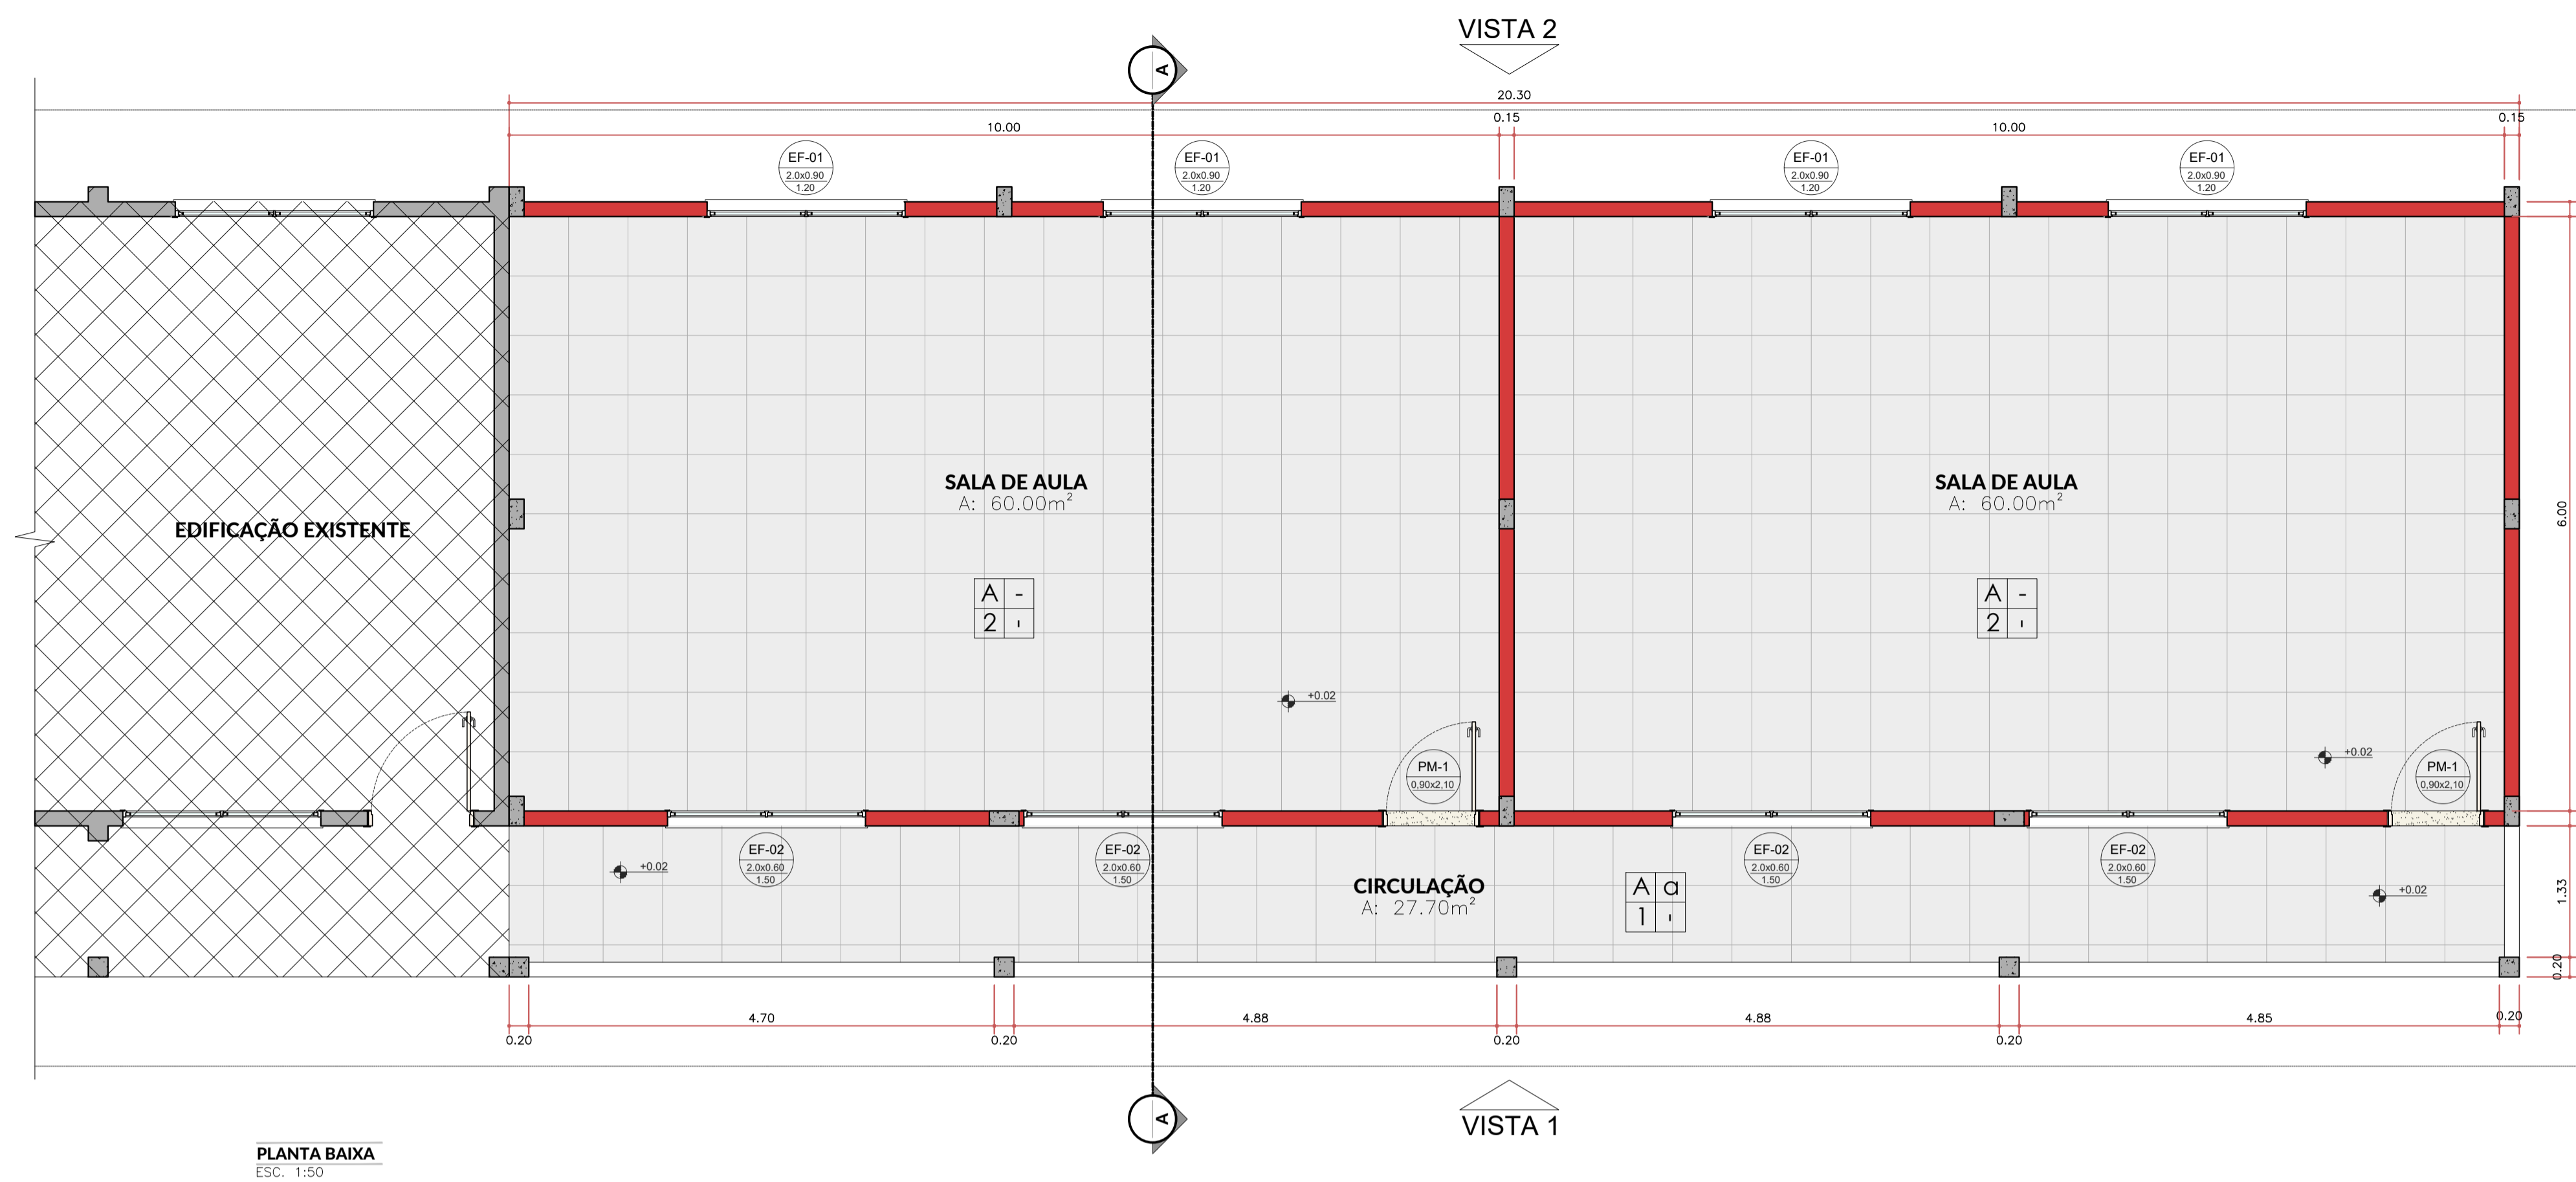 VISTA 2
A
20.30
10.00
0.15
10.00
0.15
EF-01
2.0x0.90
1.20
EF-01
2.0x0.90
1.20
EF-01
2.0x0.90
1.20
EF-01
2.0x0.90
1.20
SALA DE AULA
A: 60.00m²
SALA DE AULA
A: 60.00m²
EDIFICAÇÃO EXISTENTE
6.00
A -
2 '
A -
2 '
+0.02
+0.02
PM-1
0,90x2,10
PM-1
0,90x2,10
EF-02
2.0x0.60
1.50
EF-02
2.0x0.60
1.50
EF-02
2.0x0.60
1.50
EF-02
2.0x0.60
1.50
+0.02
CIRCULAÇÃO
A: 27.70m²
A a
1 '
+0.02
1.33
0.20
4.70
4.88
4.88
4.85
0.20
0.20
0.20
0.20
0.20
A
VISTA 1
PLANTA BAIXA
ESC. 1:50